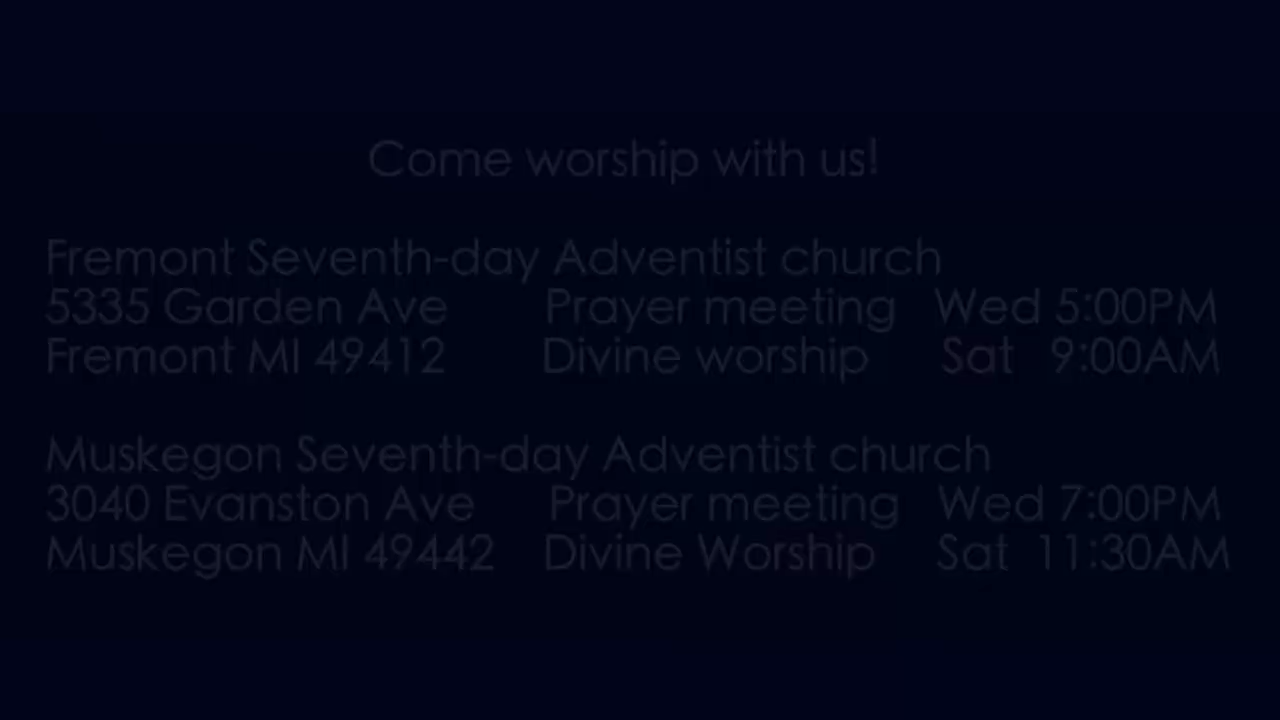 Come worship with us!
Fremont Seventh-day Adventist church
5335 Garden Ave Prayer meeting Wed 5:00PM
Fremont MI 49412 Divine worship Sat 9:00AM
Muskegon Seventh-day Adventist church
3040 Evanston Ave Prayer meeting Wed 7:00PM
Muskegon MI 49442 Divine Worship Sat 11:30AM